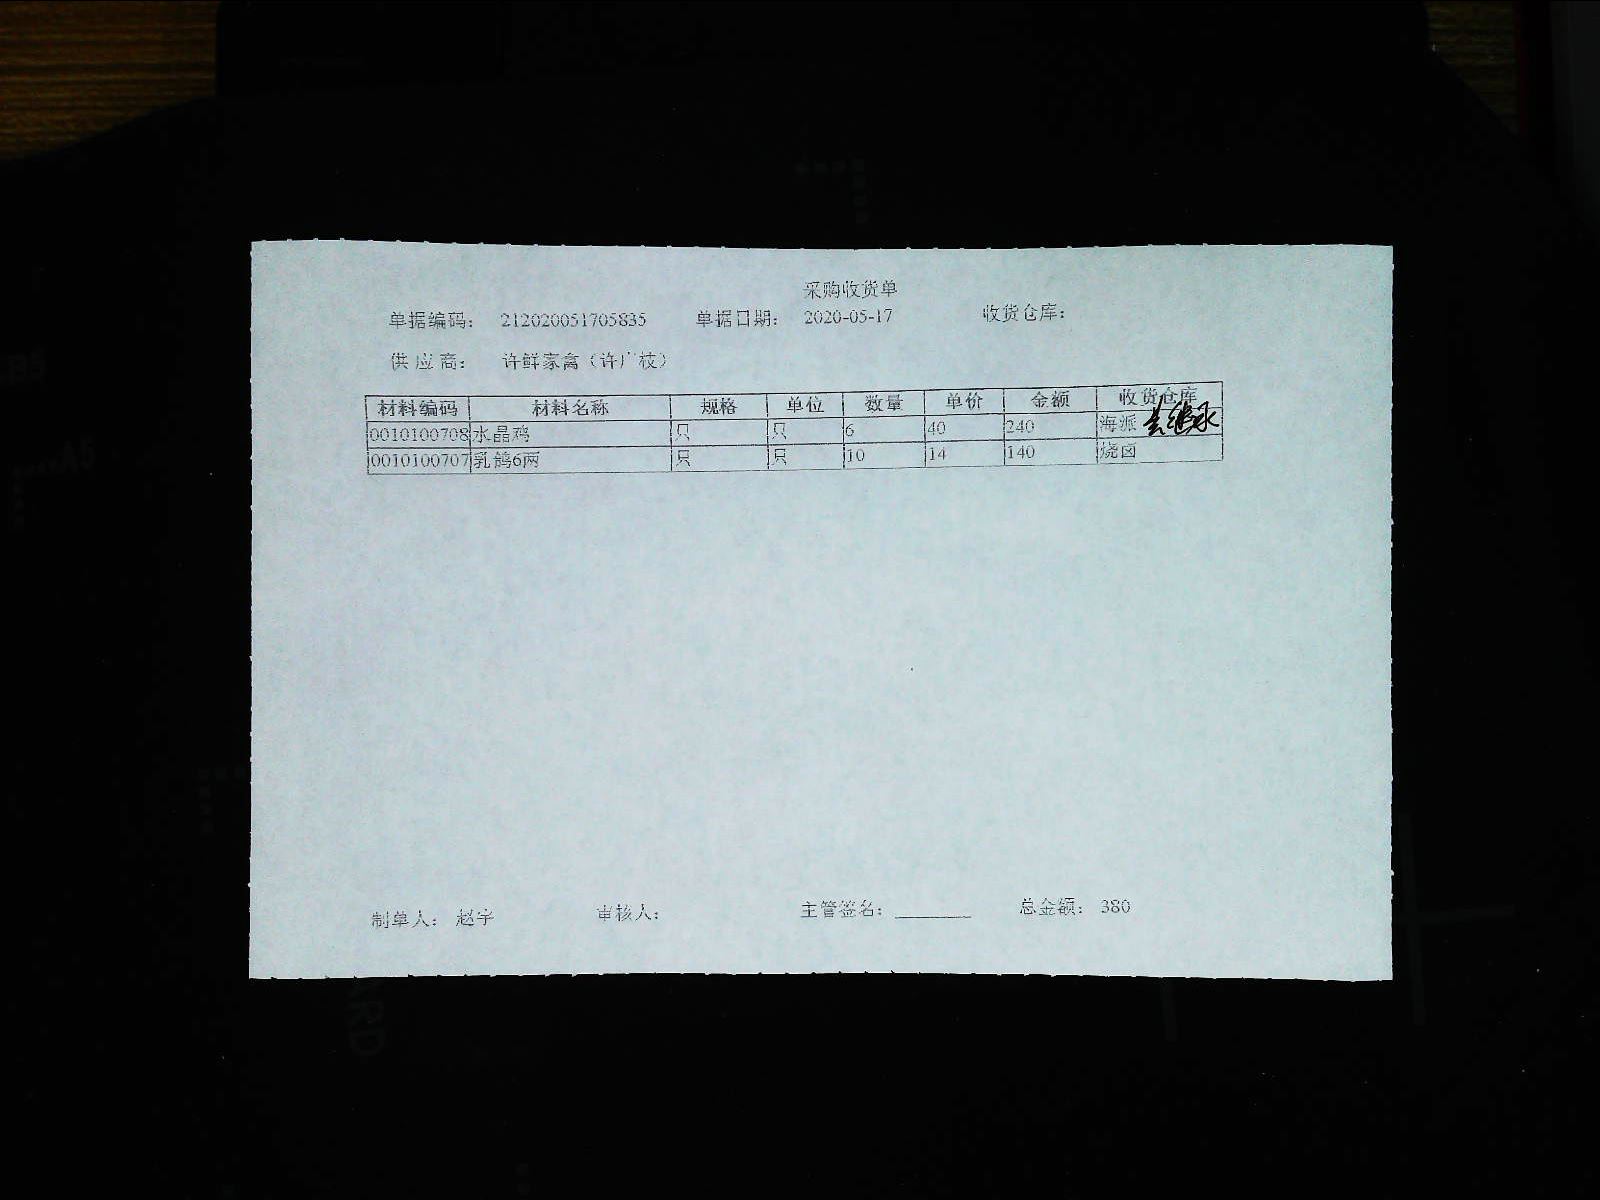 采购收货单
单据编码： 212020051705835 单据日期： 2020-05-17 收货仓库：
供 应 商： 许鲜家禽（许广枝）
材料编码 材料名称 规格 单位 数量 单价 金额 收货仓库
0010100708 水晶鸡 只 只 6 40 240 海派
0010100707 乳鸽6两 只 只 10 14 140 烧卤
制单人： 赵宇 审核人： 主管签名： 总金额： 380